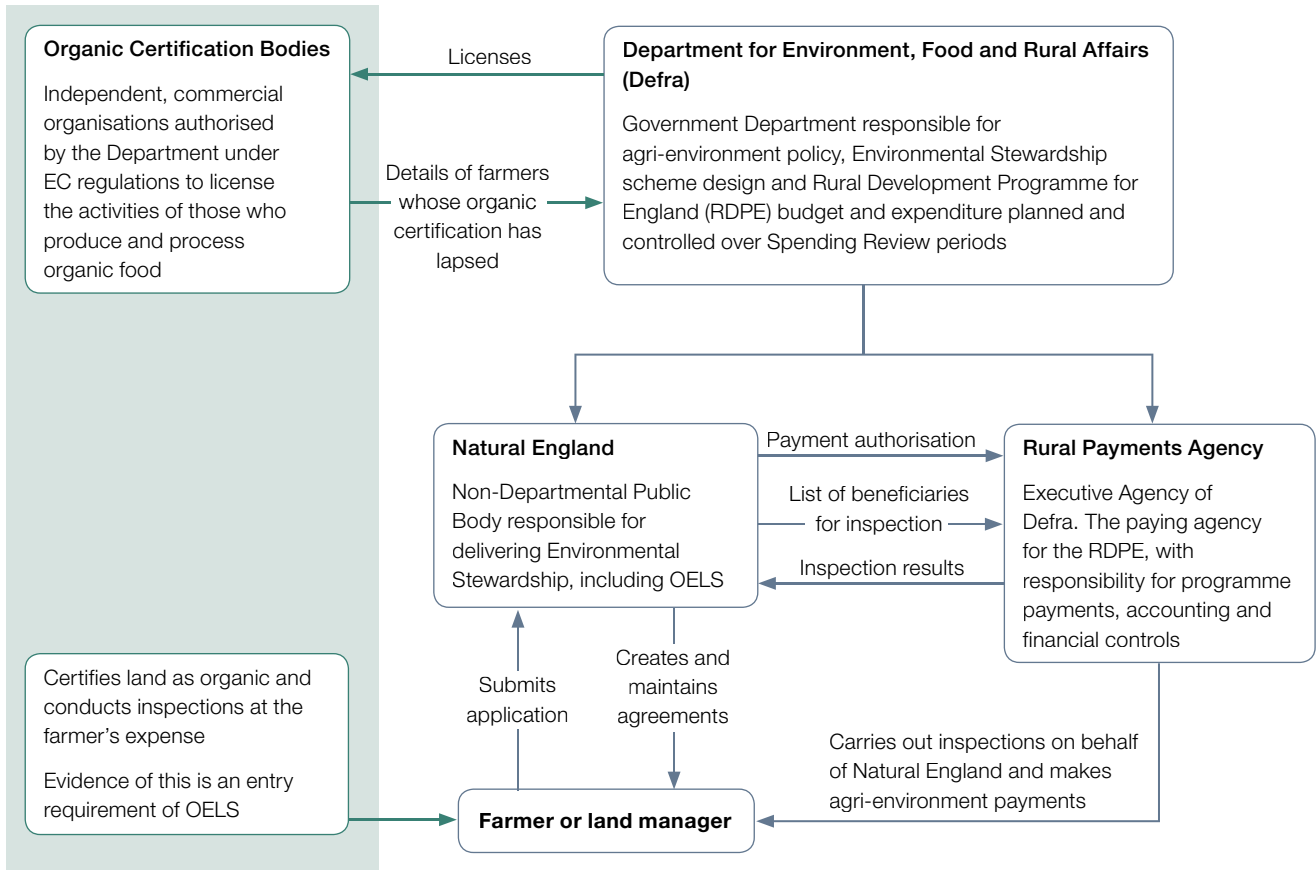 Organic Certification Bodies
Independent, commercial
organisations authorised
by the Department under
EC regulations to license
the activities of those who
produce and process
organic food
Licenses
Details of farmers
whose organic
certification has
lapsed
Department for Environment, Food and Rural Affairs
(Defra)
Government Department responsible for
agri-environment policy, Environmental Stewardship
scheme design and Rural Development Programme for
England (RDPE) budget and expenditure planned and
controlled over Spending Review periods
Natural England
Non-Departmental Public
Body responsible for
delivering Environmental
Stewardship, including OELS
Payment authorisation
List of beneficiaries
for inspection
Inspection results
Rural Payments Agency
Executive Agency of
Defra. The paying agency
for the RDPE, with
responsibility for programme
payments, accounting and
financial controls
Certifies land as organic and
conducts inspections at the
farmer's expense
Evidence of this is an entry
requirement of OELS
Submits
application
Creates and
maintains
agreements
Carries out inspections on behalf
of Natural England and makes
agri-environment payments
Farmer or land manager